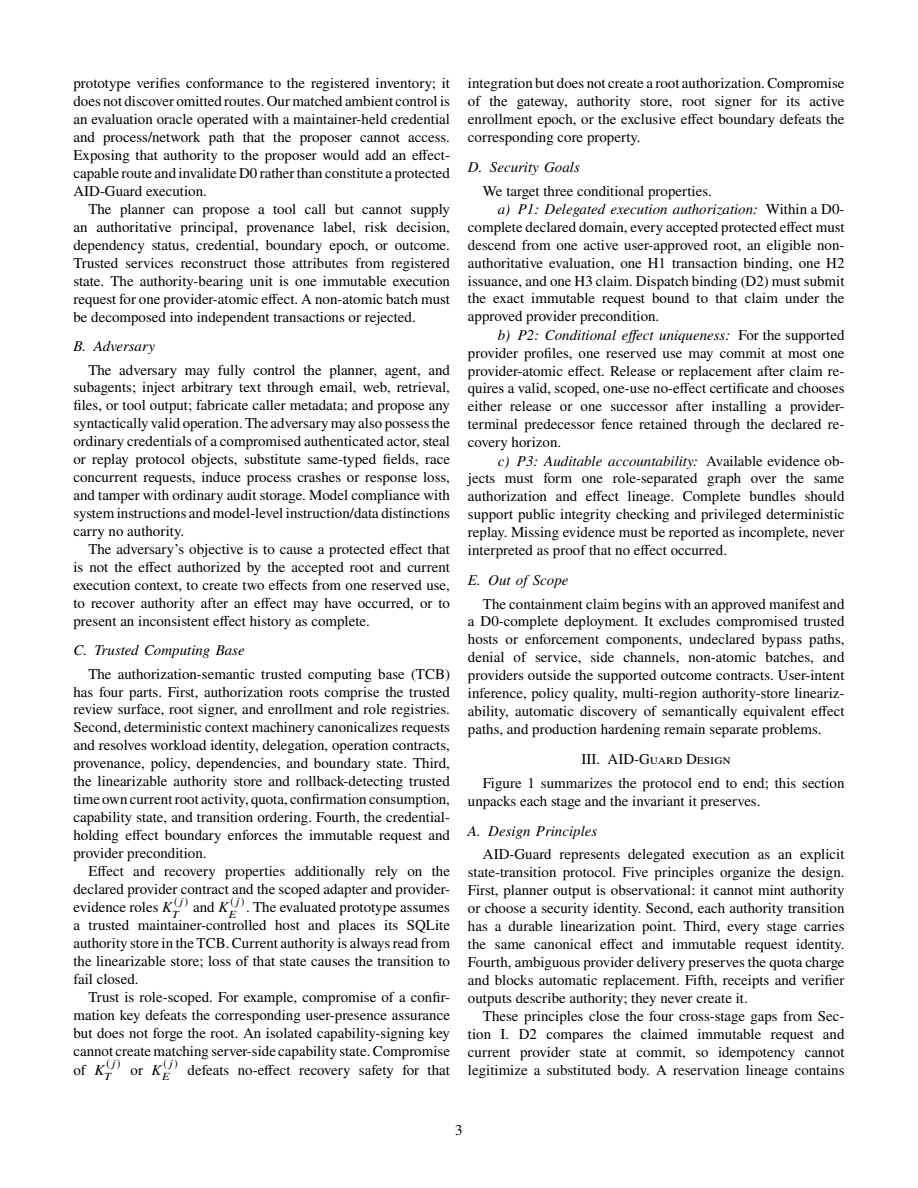 prototype verifies conformance to the registered inventory; it
does not discover omitted routes. Our matched ambient control is
an evaluation oracle operated with a maintainer-held credential
and process/network path that the proposer cannot access.
Exposing that authority to the proposer would add an effect-
capable route and invalidate D0 rather than constitute a protected
AID-Guard execution.
The planner can propose a tool call but cannot supply
an authoritative principal, provenance label, risk decision,
dependency status, credential, boundary epoch, or outcome.
Trusted services reconstruct those attributes from registered
state. The authority-bearing unit is one immutable execution
request for one provider-atomic effect. A non-atomic batch must
be decomposed into independent transactions or rejected.
B. Adversary
The adversary may fully control the planner, agent, and
subagents; inject arbitrary text through email, web, retrieval,
files, or tool output; fabricate caller metadata; and propose any
syntactically valid operation. The adversary may also possess the
ordinary credentials of a compromised authenticated actor, steal
or replay protocol objects, substitute same-typed fields, race
concurrent requests, induce process crashes or response loss,
and tamper with ordinary audit storage. Model compliance with
system instructions and model-level instruction/data distinctions
carry no authority.
The adversary's objective is to cause a protected effect that
is not the effect authorized by the accepted root and current
execution context, to create two effects from one reserved use,
to recover authority after an effect may have occurred, or to
present an inconsistent effect history as complete.
C. Trusted Computing Base
The authorization-semantic trusted computing base (TCB)
has four parts. First, authorization roots comprise the trusted
review surface, root signer, and enrollment and role registries.
Second, deterministic context machinery canonicalizes requests
and resolves workload identity, delegation, operation contracts,
provenance, policy, dependencies, and boundary state. Third,
the linearizable authority store and rollback-detecting trusted
time own current root activity, quota, confirmation consumption,
capability state, and transition ordering. Fourth, the credential-
holding effect boundary enforces the immutable request and
provider precondition.
Effect and recovery properties additionally rely on the
declared provider contract and the scoped adapter and provider-
evidence roles K_T^{(j)} and K_E^{(j)}. The evaluated prototype assumes
a trusted maintainer-controlled host and places its SQLite
authority store in the TCB. Current authority is always read from
the linearizable store; loss of that state causes the transition to
fail closed.
Trust is role-scoped. For example, compromise of a confir-
mation key defeats the corresponding user-presence assurance
but does not forge the root. An isolated capability-signing key
cannot create matching server-side capability state. Compromise
of K_T^{(j)} or K_E^{(j)} defeats no-effect recovery safety for that
integration but does not create a root authorization. Compromise
of the gateway, authority store, root signer for its active
enrollment epoch, or the exclusive effect boundary defeats the
corresponding core property.
D. Security Goals
We target three conditional properties.
a) P1: Delegated execution authorization: Within a D0-
complete declared domain, every accepted protected effect must
descend from one active user-approved root, an eligible non-
authoritative evaluation, one H1 transaction binding, one H2
issuance, and one H3 claim. Dispatch binding (D2) must submit
the exact immutable request bound to that claim under the
approved provider precondition.
b) P2: Conditional effect uniqueness: For the supported
provider profiles, one reserved use may commit at most one
provider-atomic effect. Release or replacement after claim re-
quires a valid, scoped, one-use no-effect certificate and chooses
either release or one successor after installing a provider-
terminal predecessor fence retained through the declared re-
covery horizon.
c) P3: Auditable accountability: Available evidence ob-
jects must form one role-separated graph over the same
authorization and effect lineage. Complete bundles should
support public integrity checking and privileged deterministic
replay. Missing evidence must be reported as incomplete, never
interpreted as proof that no effect occurred.
E. Out of Scope
The containment claim begins with an approved manifest and
a D0-complete deployment. It excludes compromised trusted
hosts or enforcement components, undeclared bypass paths,
denial of service, side channels, non-atomic batches, and
providers outside the supported outcome contracts. User-intent
inference, policy quality, multi-region authority-store lineariz-
ability, automatic discovery of semantically equivalent effect
paths, and production hardening remain separate problems.
III. AID-Guard Design
Figure 1 summarizes the protocol end to end; this section
unpacks each stage and the invariant it preserves.
A. Design Principles
AID-Guard represents delegated execution as an explicit
state-transition protocol. Five principles organize the design.
First, planner output is observational: it cannot mint authority
or choose a security identity. Second, each authority transition
has a durable linearization point. Third, every stage carries
the same canonical effect and immutable request identity.
Fourth, ambiguous provider delivery preserves the quota charge
and blocks automatic replacement. Fifth, receipts and verifier
outputs describe authority; they never create it.
These principles close the four cross-stage gaps from Sec-
tion I. D2 compares the claimed immutable request and
current provider state at commit, so idempotency cannot
legitimize a substituted body. A reservation lineage contains
3